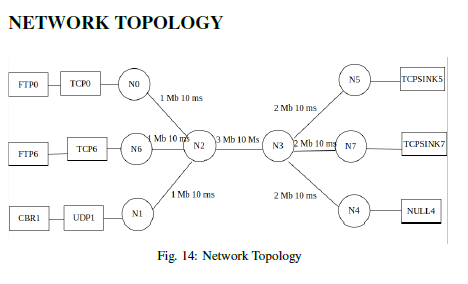 NETWORK TOPOLOGY
FTP0 TCP0 N0 N5 TCPSINK5
1 Mb 10 ms
2 Mb 10 ms
FTP6 TCP6 N6 1 Mb 10 ms N2 3 Mb 10 Ms N3 2 Mb 10 ms N7 TCPSINK7
1 Mb 10 ms
2 Mb 10 ms
CBR1 UDP1 N1 N4 NULL4
Fig. 14: Network Topology